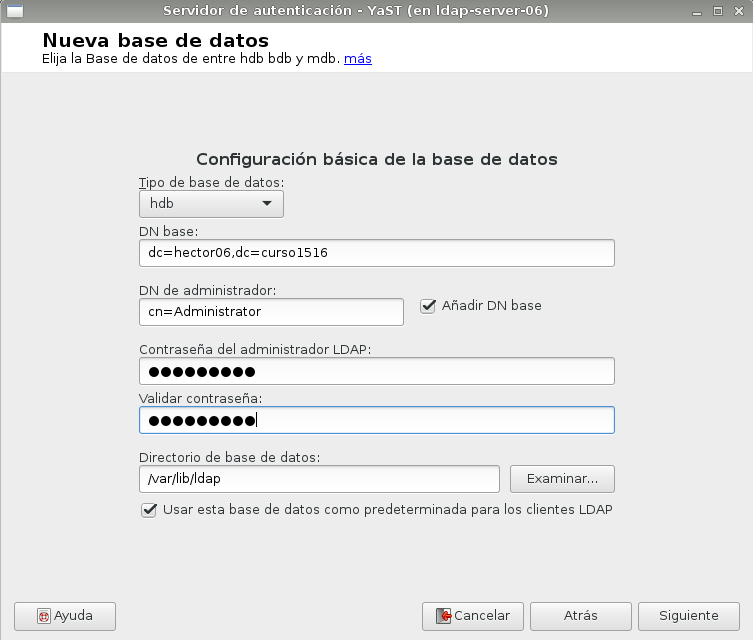 Servidor de autenticación - YaST (en ldap-server-06)
Nueva base de datos
Elija la Base de datos de entre hdb bdb y mdb. más
Configuración básica de la base de datos
Tipo de base de datos:
hdb
DN base:
dc=hector06,dc=curso1516
DN de administrador:
cn=Administrator
Añadir DN base
Contraseña del administrador LDAP:
●●●●●●●●●
Validar contraseña:
●●●●●●●●●
Directorio de base de datos:
/var/lib/ldap
Examinar...
Usar esta base de datos como predeterminada para los clientes LDAP
Ayuda
Cancelar
Atrás
Siguiente